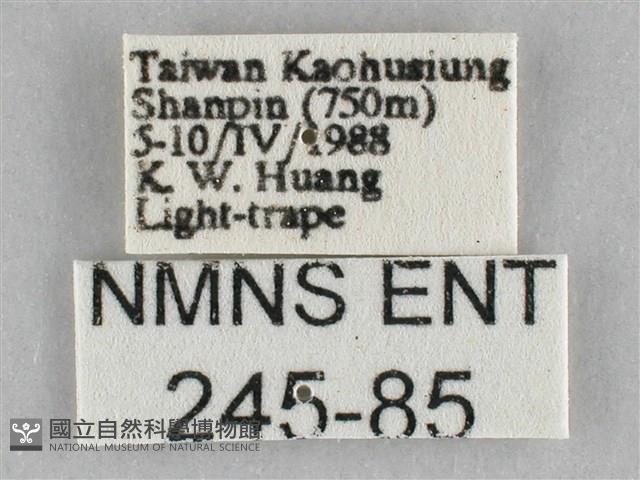 Taiwan Kaohusiung
Shanpin (750m)
5-10/IV/1988
K. W. Huang
Light-trape
NMNS ENT
245-85
國立自然科學博物館
NATIONAL MUSEUM OF NATURAL SCIENCE